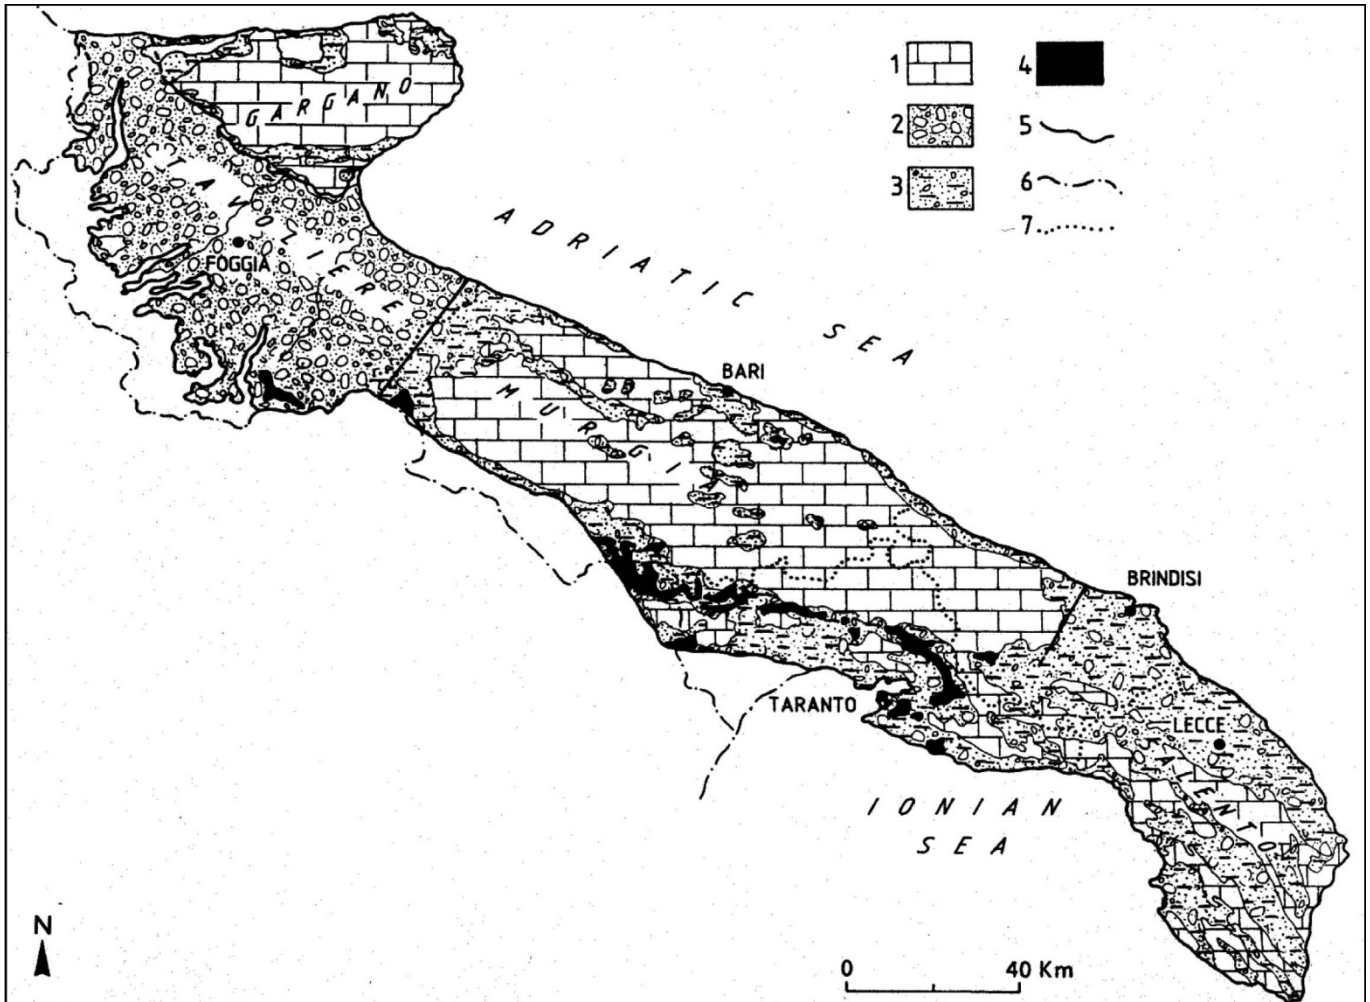 GARGANO
1
4
2
5
3
6
7
TAVOLIERE
FOGGIA
ADRIATIC SEA
BARI
MURGIA
BRINDISI
TARANTO
LECCE
SALENTO
IONIAN
SEA
N
0 40 Km